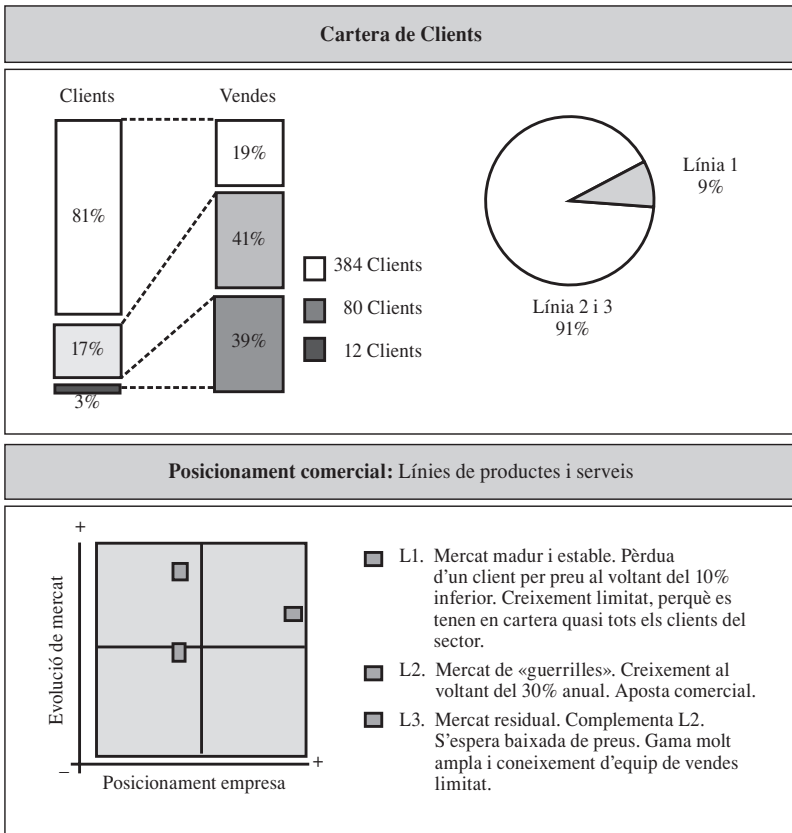 Cartera de Clients
Clients
Vendes
81%
17%
3%
19%
41%
39%
384 Clients
80 Clients
12 Clients
Línia 1
9%
Línia 2 i 3
91%
Posicionament comercial: Línies de productes i serveis
+
Evolució de mercat
–
Posicionament empresa
+
L1. Mercat madur i estable. Pèrdua
d'un client per preu al voltant del 10%
inferior. Creixement limitat, perquè es
tenen en cartera quasi tots els clients del
sector.
L2. Mercat de «guerrilles». Creixement al
voltant del 30% anual. Aposta comercial.
L3. Mercat residual. Complementa L2.
S'espera baixada de preus. Gama molt
ampla i coneixement d'equip de vendes
limitat.